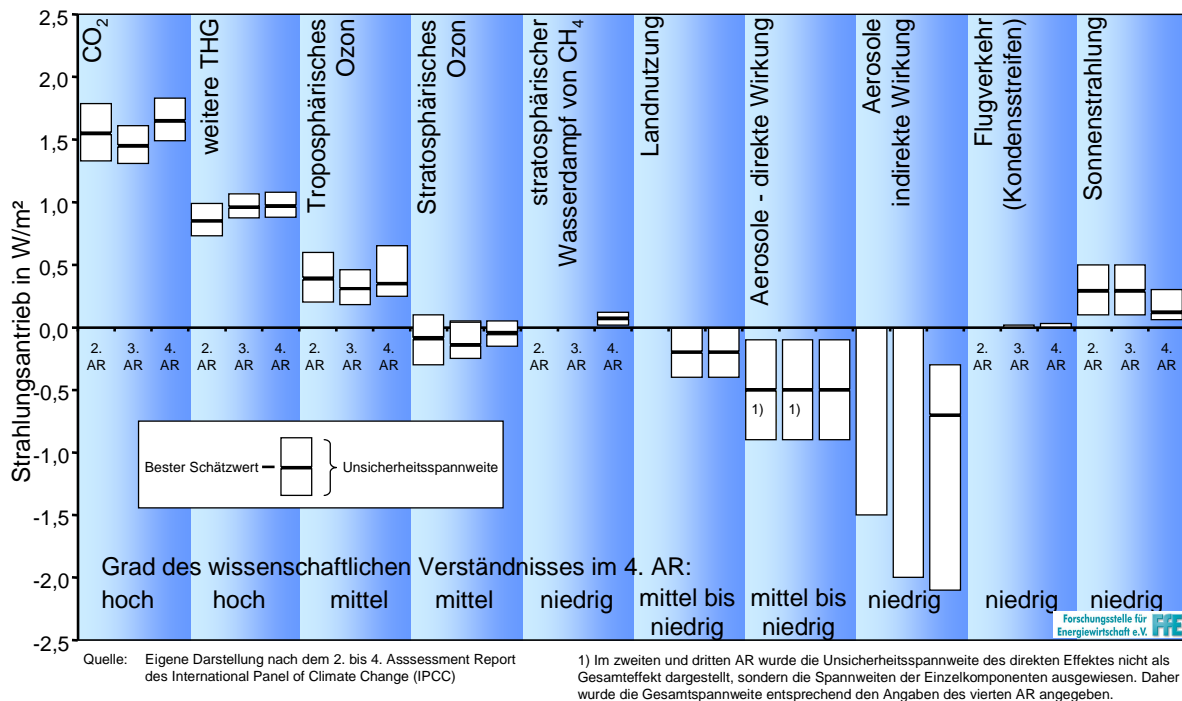 2,5
2,0
1,5
1,0
0,5
0,0
-0,5
-1,0
-1,5
-2,0
-2,5
Strahlungsantrieb in W/m²
CO₂
weitere THG
Troposphärisches
Ozon
Stratosphärisches
Ozon
stratosphärischer
Wasserdampf von CH₄
Landnutzung
Aerosole - direkte Wirkung
Aerosole
indirekte Wirkung
Flugverkehr
(Kondensstreifen)
Sonnenstrahlung
2. 3. 4.
AR AR AR
2. 3. 4.
AR AR AR
2. 3. 4.
AR AR AR
2. 3. 4.
AR AR AR
2. 3. 4.
AR AR AR
2. 3. 4.
AR AR AR
1) 1)
Bester Schätzwert
Unsicherheitsspannweite
Grad des wissenschaftlichen Verständnisses im 4. AR:
hoch
hoch
mittel
mittel
niedrig
mittel bis
niedrig
mittel bis
niedrig
niedrig
niedrig
niedrig
Forschungsstelle für
Energiewirtschaft e.V.
FfE
Quelle: Eigene Darstellung nach dem 2. bis 4. Asssessment Report
des International Panel of Climate Change (IPCC)
1) Im zweiten und dritten AR wurde die Unsicherheitsspannweite des direkten Effektes nicht als
Gesamteffekt dargestellt, sondern die Spannweiten der Einzelkomponenten ausgewiesen. Daher
wurde die Gesamtspannweite entsprechend den Angaben des vierten AR angegeben.